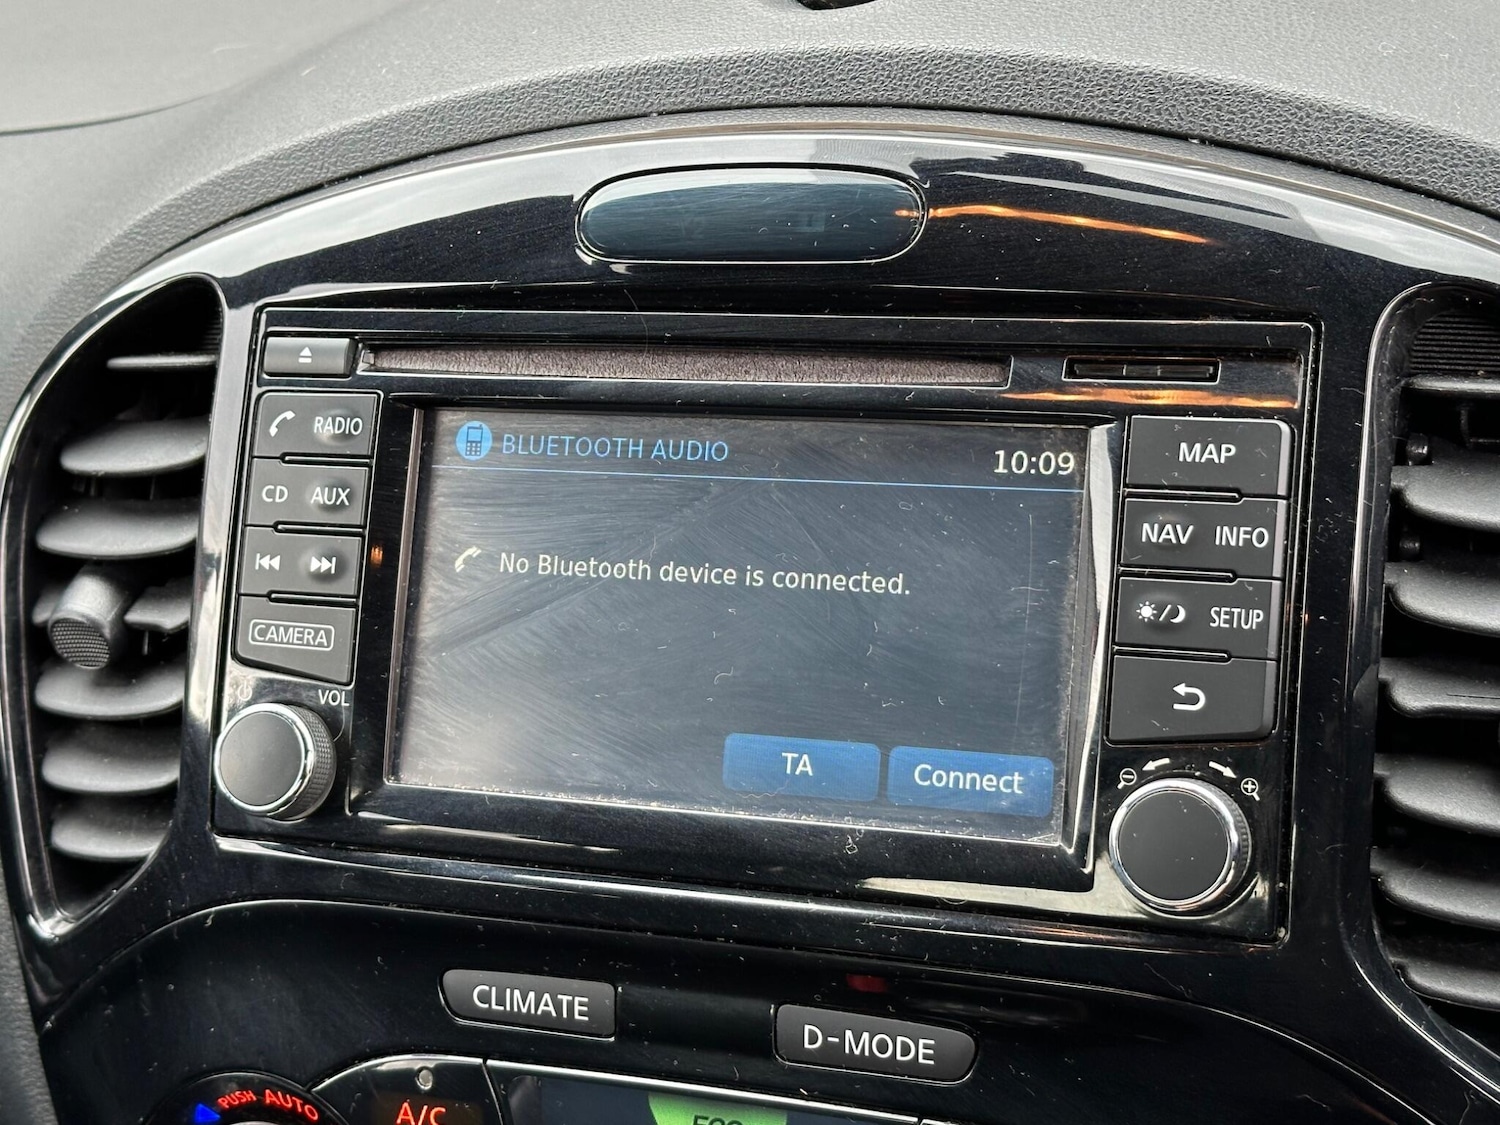 RADIO
CD AUX
CAMERA
VOL
BLUETOOTH AUDIO
10:09
No Bluetooth device is connected.
TA
Connect
MAP
NAV INFO
SETUP
CLIMATE
D-MODE
PUSH AUTO
A/C
ECO